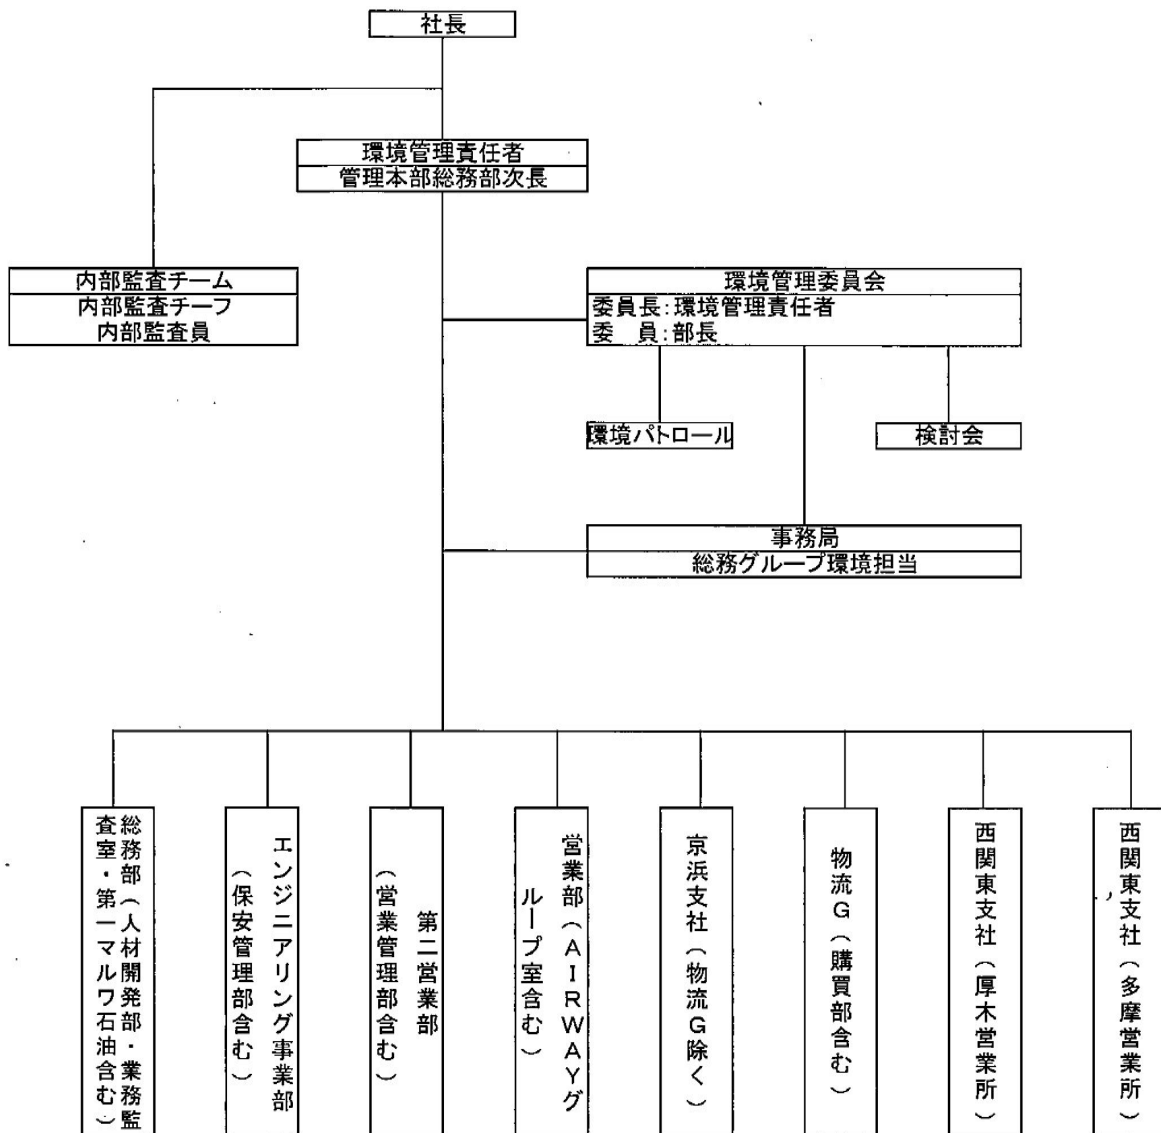 社長
環境管理責任者
管理本部総務部次長
内部監査チーム
内部監査チーフ
内部監査員
環境管理委員会
委員長:環境管理責任者
委　員:部長
環境パトロール
検討会
事務局
総務グループ環境担当
総務部（人材開発部・業務監
査室・第一マルワ石油含む）
エンジニアリング事業部
（保安管理部含む）
第二営業部
（営業管理部含む）
営業部（AIRWAYグ
ループ室含む）
京浜支社（物流G除く）
物流G（購買部含む）
西関東支社（厚木営業所）
西関東支社（多摩営業所）